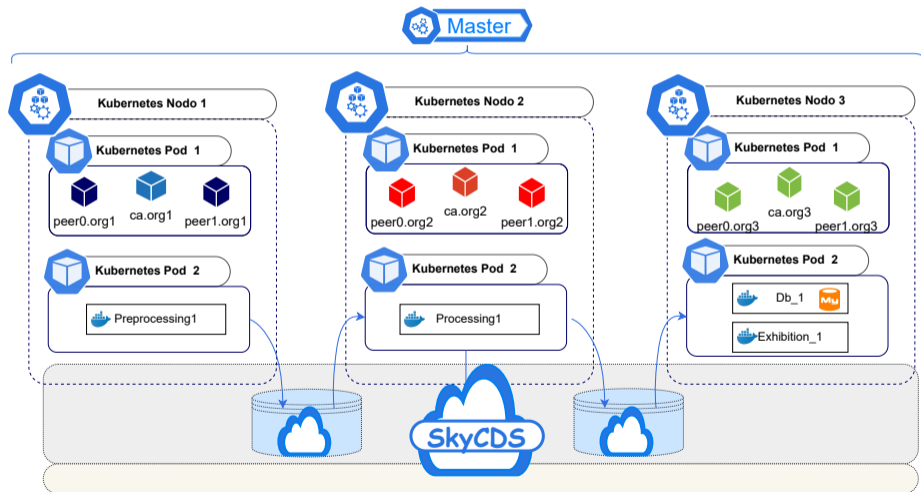 Master
Kubernetes Nodo 1
Kubernetes Pod 1
peer0.org1
ca.org1
peer1.org1
Kubernetes Pod 2
Preprocessing1
Kubernetes Nodo 2
Kubernetes Pod 1
peer0.org2
ca.org2
peer1.org2
Kubernetes Pod 2
Processing1
Kubernetes Nodo 3
Kubernetes Pod 1
peer0.org3
ca.org3
peer1.org3
Kubernetes Pod 2
Db_1
My
Exhibition_1
SkyCDS